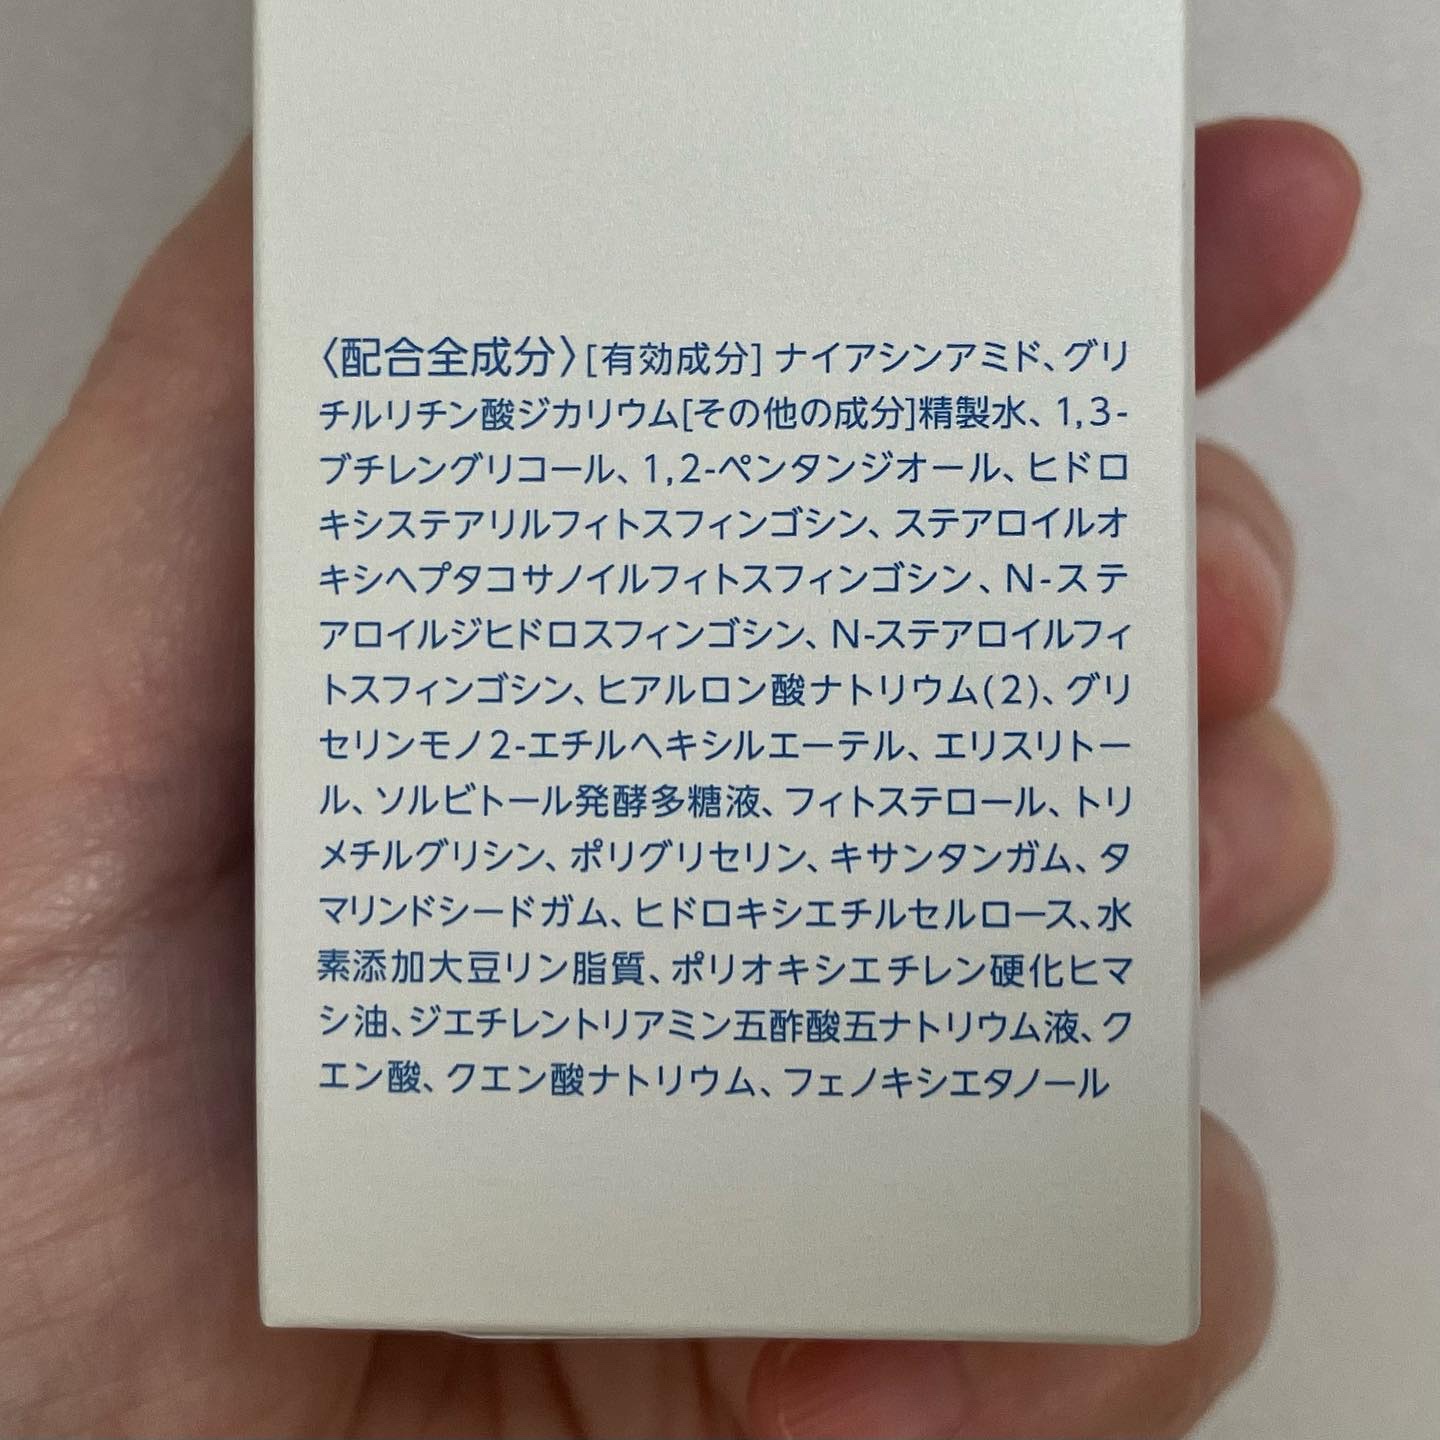 〈配合全成分〉[有効成分] ナイアシンアミド、グリ
チルリチン酸ジカリウム[その他の成分]精製水、1,3-
ブチレングリコール、1,2-ペンタンジオール、ヒドロ
キシステアリルフィトスフィンゴシン、ステアロイルオ
キシヘプタコサノイルフィトスフィンゴシン、N-ステ
アロイルジヒドロスフィンゴシン、N-ステアロイルフィ
トスフィンゴシン、ヒアルロン酸ナトリウム(2)、グリ
セリンモノ2-エチルヘキシルエーテル、エリスリトー
ル、ソルビトール発酵多糖液、フィトステロール、トリ
メチルグリシン、ポリグリセリン、キサンタンガム、タ
マリンドシードガム、ヒドロキシエチルセルロース、水
素添加大豆リン脂質、ポリオキシエチレン硬化ヒマ
シ油、ジエチレントリアミン五酢酸五ナトリウム液、ク
エン酸、クエン酸ナトリウム、フェノキシエタノール